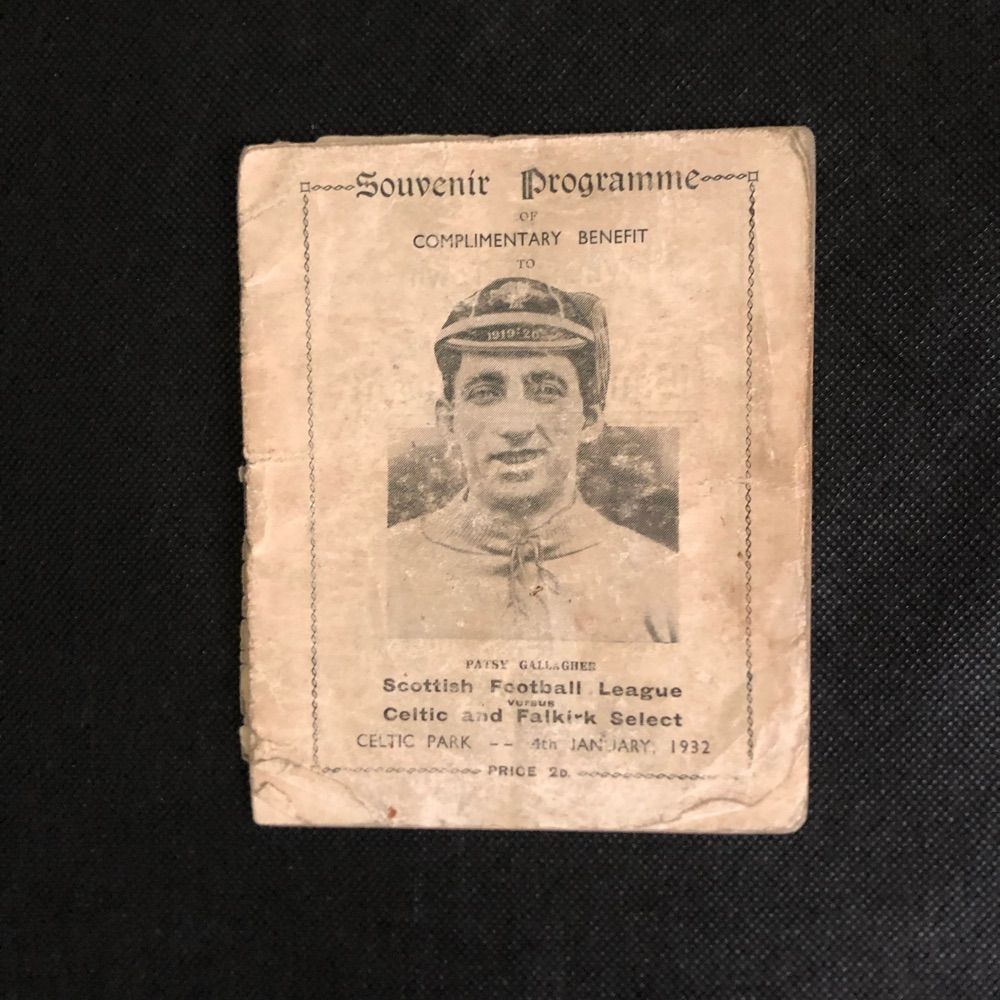 Souvenir Programme
OF
COMPLIMENTARY BENEFIT
TO
1919-20
PATSY GALLAGHER
Scottish Football League
versus
Celtic and Falkirk Select
CELTIC PARK -- 4th JANUARY, 1932
PRICE 2D.